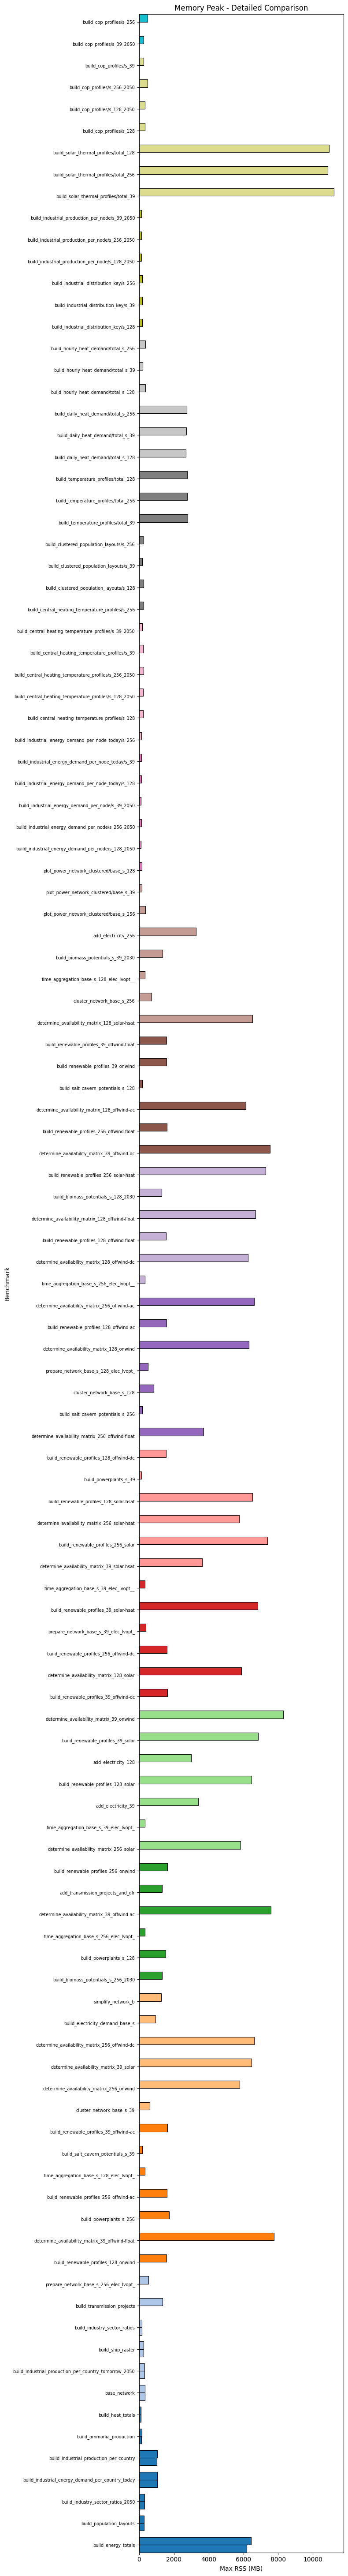 Memory Peak - Detailed Comparison
build_cop_profiles/s_256
build_cop_profiles/s_39_2050
build_cop_profiles/s_39
build_cop_profiles/s_256_2050
build_cop_profiles/s_128_2050
build_cop_profiles/s_128
build_solar_thermal_profiles/total_128
build_solar_thermal_profiles/total_256
build_solar_thermal_profiles/total_39
build_industrial_production_per_node/s_39_2050
build_industrial_production_per_node/s_256_2050
build_industrial_production_per_node/s_128_2050
build_industrial_distribution_key/s_256
build_industrial_distribution_key/s_39
build_industrial_distribution_key/s_128
build_hourly_heat_demand/total_s_256
build_hourly_heat_demand/total_s_39
build_hourly_heat_demand/total_s_128
build_daily_heat_demand/total_s_256
build_daily_heat_demand/total_s_39
build_daily_heat_demand/total_s_128
build_temperature_profiles/total_128
build_temperature_profiles/total_256
build_temperature_profiles/total_39
build_clustered_population_layouts/s_256
build_clustered_population_layouts/s_39
build_clustered_population_layouts/s_128
build_central_heating_temperature_profiles/s_256
build_central_heating_temperature_profiles/s_39_2050
build_central_heating_temperature_profiles/s_39
build_central_heating_temperature_profiles/s_256_2050
build_central_heating_temperature_profiles/s_128_2050
build_central_heating_temperature_profiles/s_128
build_industrial_energy_demand_per_node_today/s_256
build_industrial_energy_demand_per_node_today/s_39
build_industrial_energy_demand_per_node_today/s_128
build_industrial_energy_demand_per_node/s_39_2050
build_industrial_energy_demand_per_node/s_256_2050
build_industrial_energy_demand_per_node/s_128_2050
plot_power_network_clustered/base_s_128
plot_power_network_clustered/base_s_39
plot_power_network_clustered/base_s_256
add_electricity_256
build_biomass_potentials_s_39_2030
time_aggregation_base_s_128_elec_lvopt__
cluster_network_base_s_256
determine_availability_matrix_128_solar-hsat
build_renewable_profiles_39_offwind-float
build_renewable_profiles_39_onwind
build_salt_cavern_potentials_s_128
determine_availability_matrix_128_offwind-ac
build_renewable_profiles_256_offwind-float
determine_availability_matrix_39_offwind-dc
build_renewable_profiles_256_solar-hsat
build_biomass_potentials_s_128_2030
determine_availability_matrix_128_offwind-float
build_renewable_profiles_128_offwind-float
determine_availability_matrix_128_offwind-dc
time_aggregation_base_s_256_elec_lvopt__
determine_availability_matrix_256_offwind-ac
build_renewable_profiles_128_offwind-ac
determine_availability_matrix_128_onwind
prepare_network_base_s_128_elec_lvopt_
cluster_network_base_s_128
build_salt_cavern_potentials_s_256
determine_availability_matrix_256_offwind-float
build_renewable_profiles_128_offwind-dc
build_powerplants_s_39
build_renewable_profiles_128_solar-hsat
determine_availability_matrix_256_solar-hsat
build_renewable_profiles_256_solar
determine_availability_matrix_39_solar-hsat
time_aggregation_base_s_39_elec_lvopt__
build_renewable_profiles_39_solar-hsat
prepare_network_base_s_39_elec_lvopt_
build_renewable_profiles_256_offwind-dc
determine_availability_matrix_128_solar
build_renewable_profiles_39_offwind-dc
determine_availability_matrix_39_onwind
build_renewable_profiles_39_solar
add_electricity_128
build_renewable_profiles_128_solar
add_electricity_39
time_aggregation_base_s_39_elec_lvopt_
determine_availability_matrix_256_solar
build_renewable_profiles_256_onwind
add_transmission_projects_and_dlr
determine_availability_matrix_39_offwind-ac
time_aggregation_base_s_256_elec_lvopt_
build_powerplants_s_128
build_biomass_potentials_s_256_2030
simplify_network_b
build_electricity_demand_base_s
determine_availability_matrix_256_offwind-dc
determine_availability_matrix_39_solar
determine_availability_matrix_256_onwind
cluster_network_base_s_39
build_renewable_profiles_39_offwind-ac
build_salt_cavern_potentials_s_39
time_aggregation_base_s_128_elec_lvopt_
build_renewable_profiles_256_offwind-ac
build_powerplants_s_256
determine_availability_matrix_39_offwind-float
build_renewable_profiles_128_onwind
prepare_network_base_s_256_elec_lvopt_
build_transmission_projects
build_industry_sector_ratios
build_ship_raster
build_industrial_production_per_country_tomorrow_2050
base_network
build_heat_totals
build_ammonia_production
build_industrial_production_per_country
build_industrial_energy_demand_per_country_today
build_industry_sector_ratios_2050
build_population_layouts
build_energy_totals
Benchmark
0 2000 4000 6000 8000 10000
Max RSS (MB)